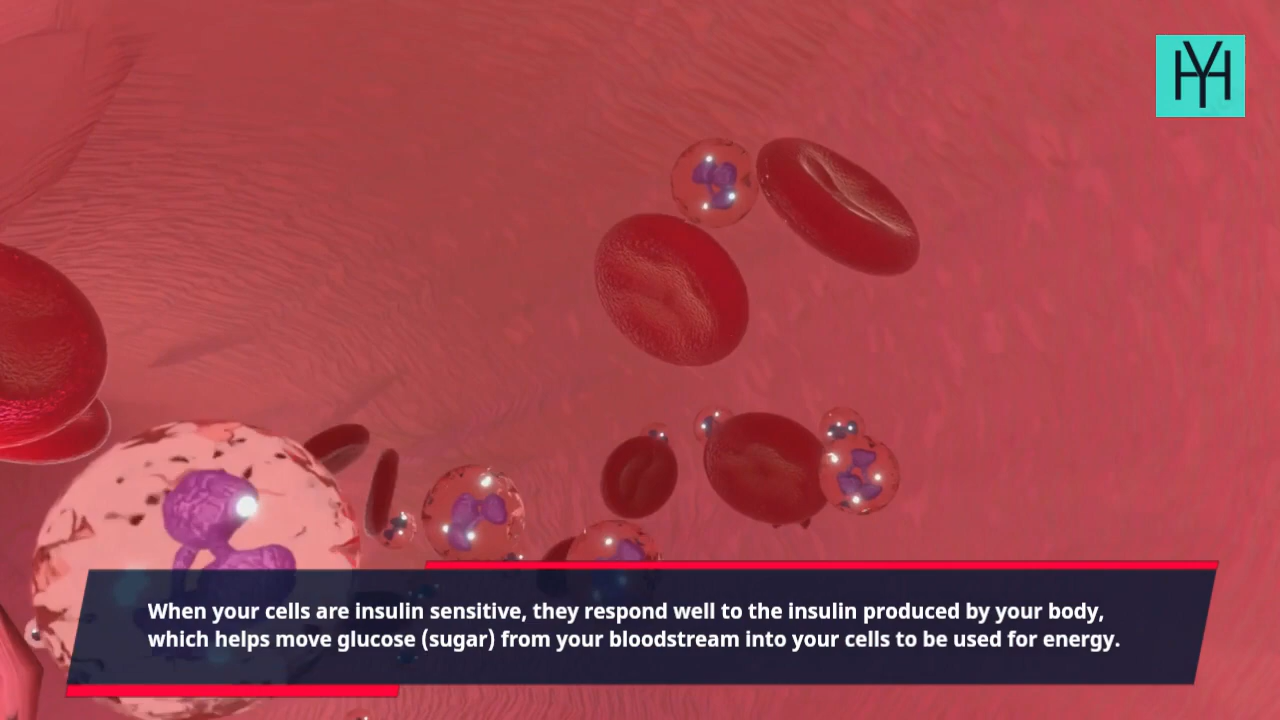 YH
When your cells are insulin sensitive, they respond well to the insulin produced by your body,
which helps move glucose (sugar) from your bloodstream into your cells to be used for energy.